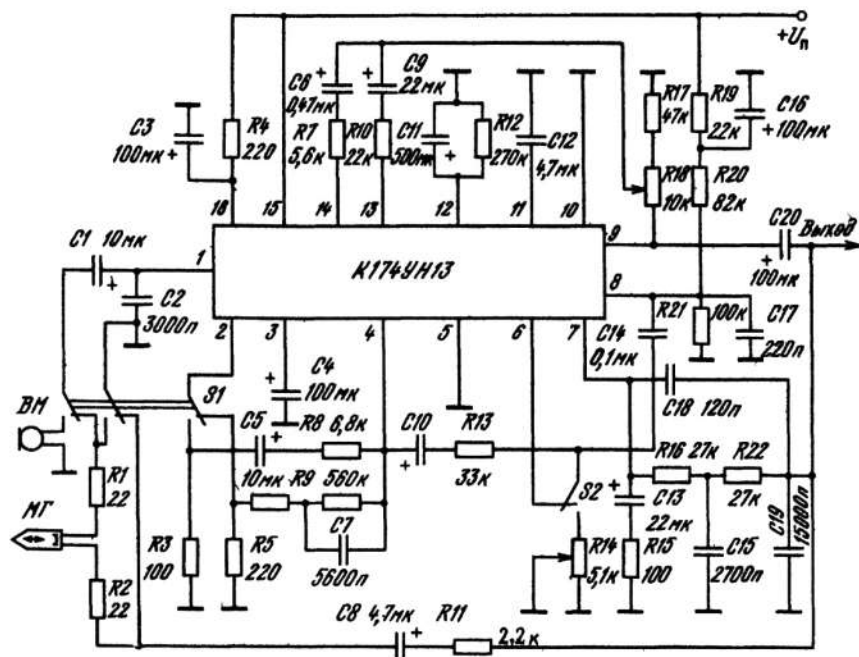 +Uп
C6 + C9
22мк
0,47мк
R17
47к
R19
22к
C16
+ 100мк
C3
100мк +
R4
220
R7
5,6к
R10
22к
C11
500мк +
R12
270к
C12
4,7мк
R18
10к
R20
82к
C20
+ 100мк
Выход
16 15 14 13 12 11 10
C1 10мк
+
1
К174УН13
9
8
C2
3000п
2 3 4 5 6 7
C14
0,1мк
R21
100к
C17
220п
+ C4
100мк
S1
ВМ
C18 120п
C5 +
10мк
R8 6,8к
R9 560к
C7
5600п
C10
+
R13
33к
S2
R16 27к
R22
27к
+ C13
22мк
C19
15000п
R1
22
МГ
R2
22
R3
100
R5
220
R14
5,1к
R15
100
C15
2700п
C8 4,7мк
+
R11
2,2к